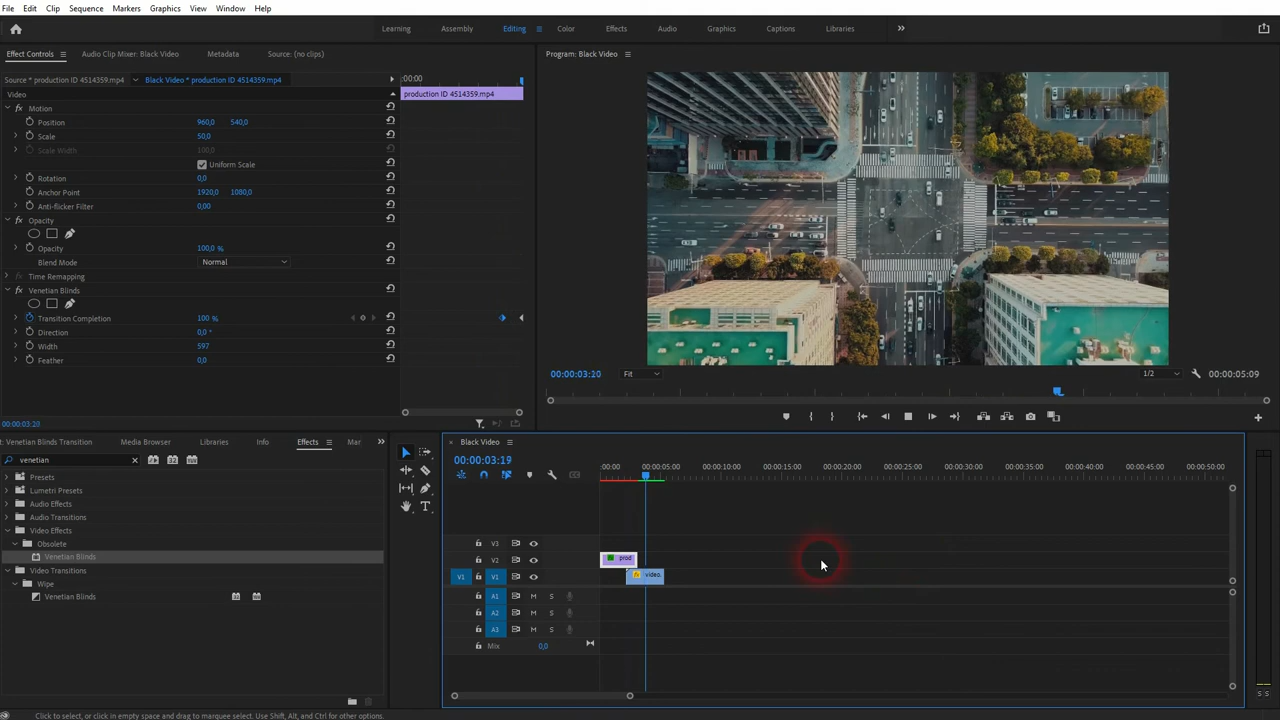 File Edit Clip Sequence Markers Graphics View Window Help
Learning Assembly Editing Color Effects Audio Graphics Captions Libraries
Effect Controls Audio Clip Mixer: Black Video Metadata Source: (no clips)
Program: Black Video
Source * production ID 4514359.mp4 Black Video * production ID 4514359.mp4
:00:00
Video
production ID 4514359.mp4
fx Motion
Position 960,0 540,0
Scale 50,0
Scale Width 100,0
Uniform Scale
Rotation 0,0
Anchor Point 1920,0 1080,0
Anti-flicker Filter 0,00
fx Opacity
Opacity 100,0 %
Blend Mode Normal
fx Time Remapping
fx Venetian Blinds
Transition Completion 100 %
Direction 0,0 °
Width 597
Feather 0,0
00:00:03:20 Fit 1/2 00:00:05:09
00:00:03:20
t: Venetian Blinds Transition Media Browser Libraries Info Effects Mar
Black Video
venetian
00:00:03:19
:00:00 00:00:05:00 00:00:10:00 00:00:15:00 00:00:20:00 00:00:25:00 00:00:30:00 00:00:35:00 00:00:40:00 00:00:45:00 00:00:50:00
Presets
Lumetri Presets
Audio Effects
Audio Transitions
Video Effects
Obsolete
Venetian Blinds
Video Transitions
Wipe
Venetian Blinds
V3
V2 prod
V1 V1 video.
A1 M S
A2 M S
A3 M S
Mix 0,0
S S
Click to select, or click in empty space and drag to marquee select. Use Shift, Alt, and Ctrl for other options.